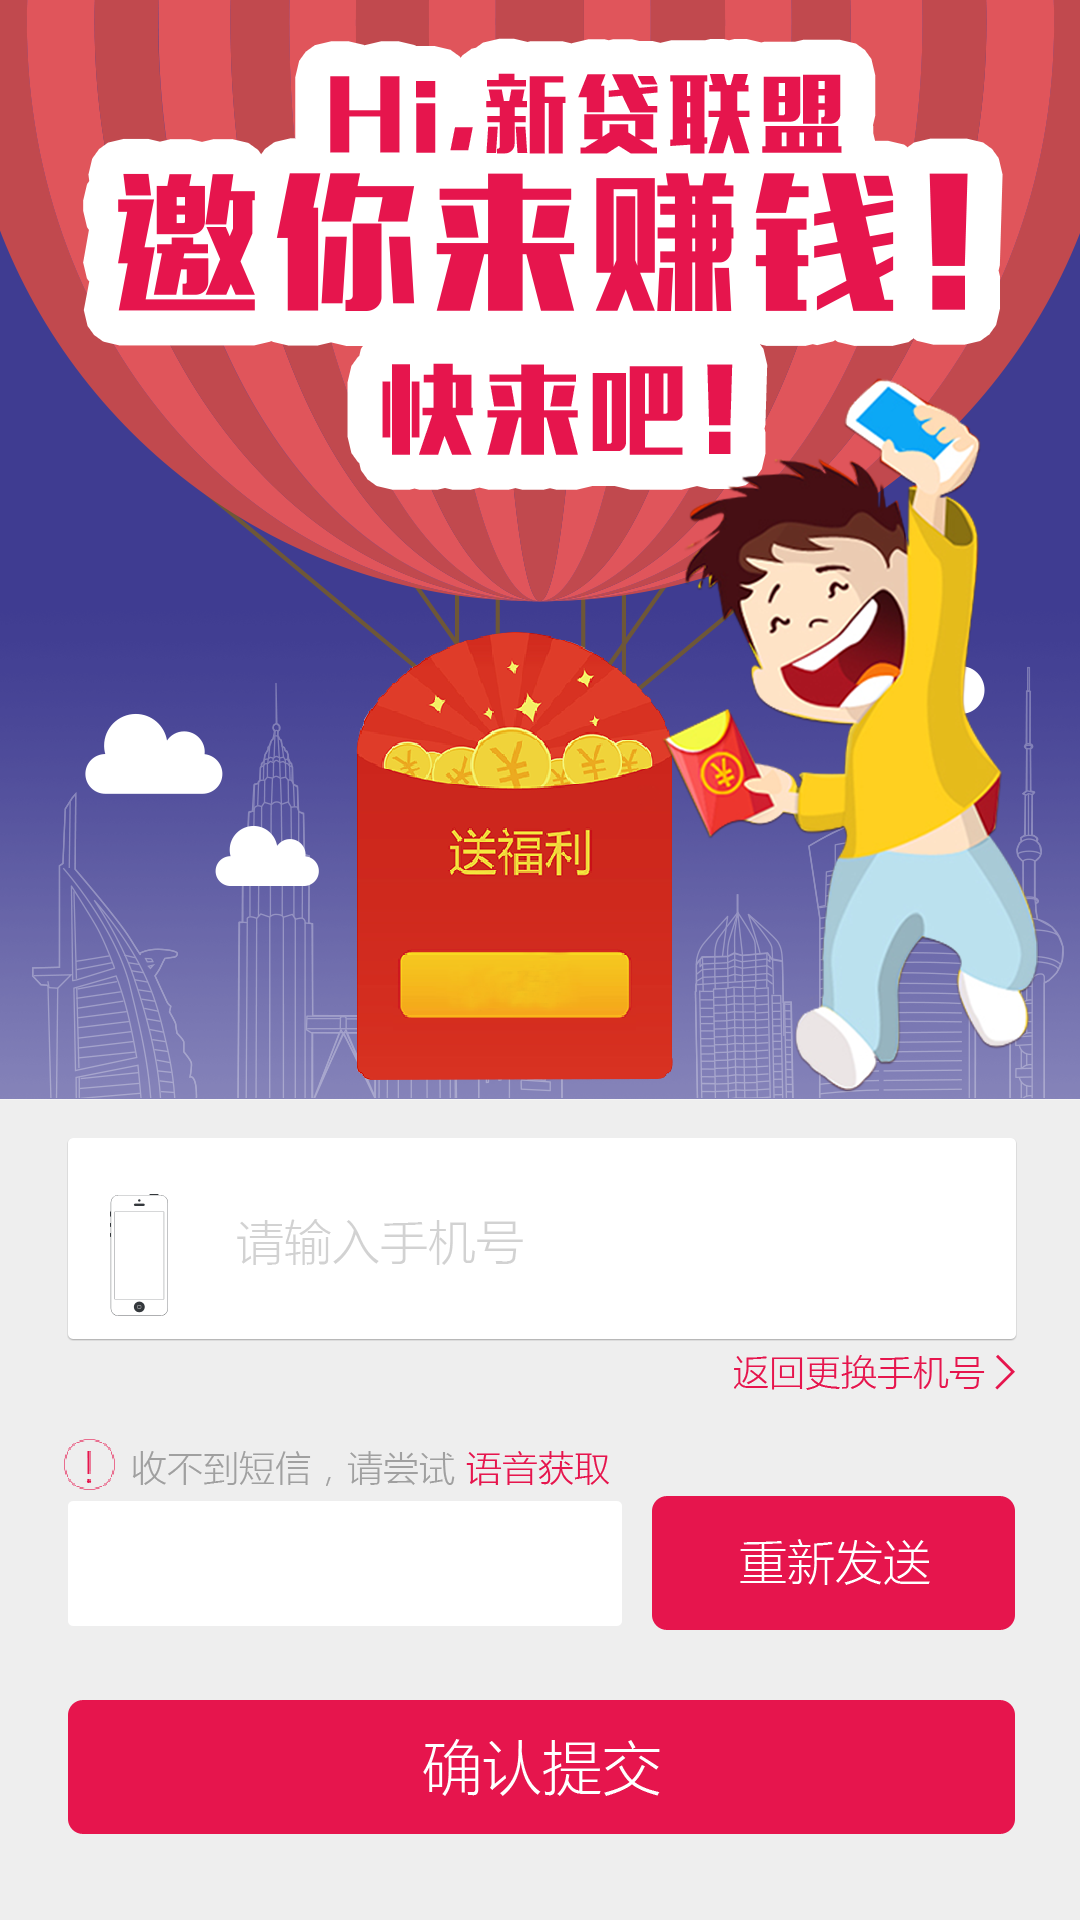 Hi,新贷联盟
邀你来赚钱!
快来吧!
送福利
请输入手机号
返回更换手机号
收不到短信，请尝试 语音获取
重新发送
确认提交